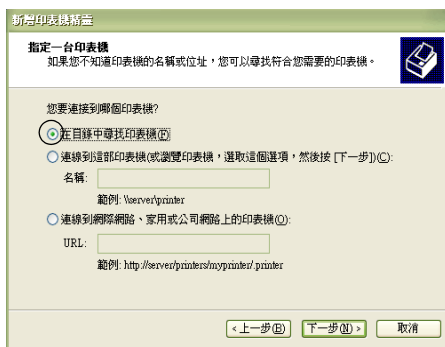 新增印表機精靈
指定一台印表機
如果您不知道印表機的名稱或位址，您可以尋找符合您需要的印表機。
您要連接到哪個印表機?
在目錄中尋找印表機(F)
連線到這部印表機(或瀏覽印表機，選取這個選項，然後按 [下一步])(C):
名稱:
範例: \\server\printer
連線到網際網路、家用或公司網路上的印表機(O):
URL:
範例: http://server/printers/myprinter/.printer
<上一步(B) 下一步(N)> 取消